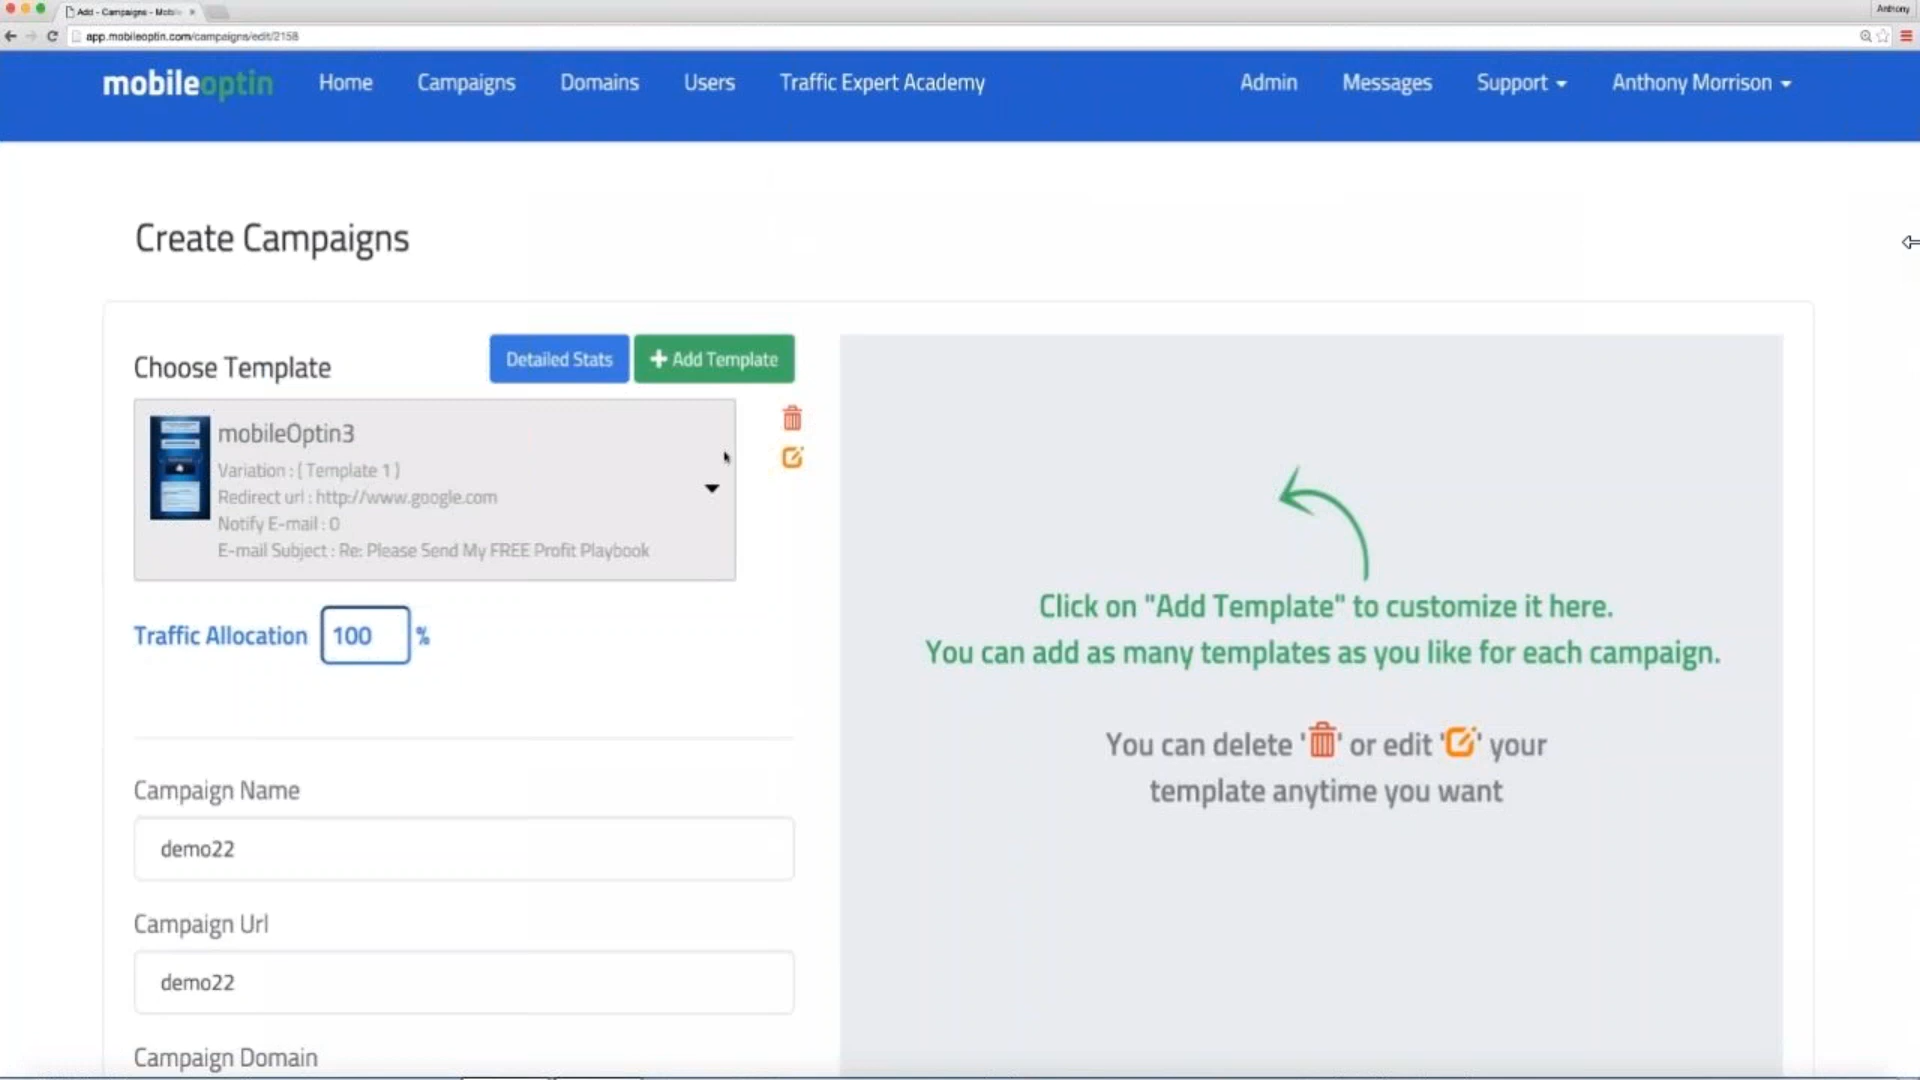 Add - Campaigns - Mobil
Anthony
app.mobileoptin.com/campaigns/edit/2158
mobileoptin
Home
Campaigns
Domains
Users
Traffic Expert Academy
Admin
Messages
Support
Anthony Morrison
Create Campaigns
Choose Template
Detailed Stats
Add Template
mobileOptin3
Variation : [ Template 1 ]
Redirect url : http://www.google.com
Notify E-mail : 0
E-mail Subject : Re: Please Send My FREE Profit Playbook
Traffic Allocation 100 %
Click on "Add Template" to customize it here.
You can add as many templates as you like for each campaign.
You can delete '' or edit '' your
template anytime you want
Campaign Name
demo22
Campaign Url
demo22
Campaign Domain